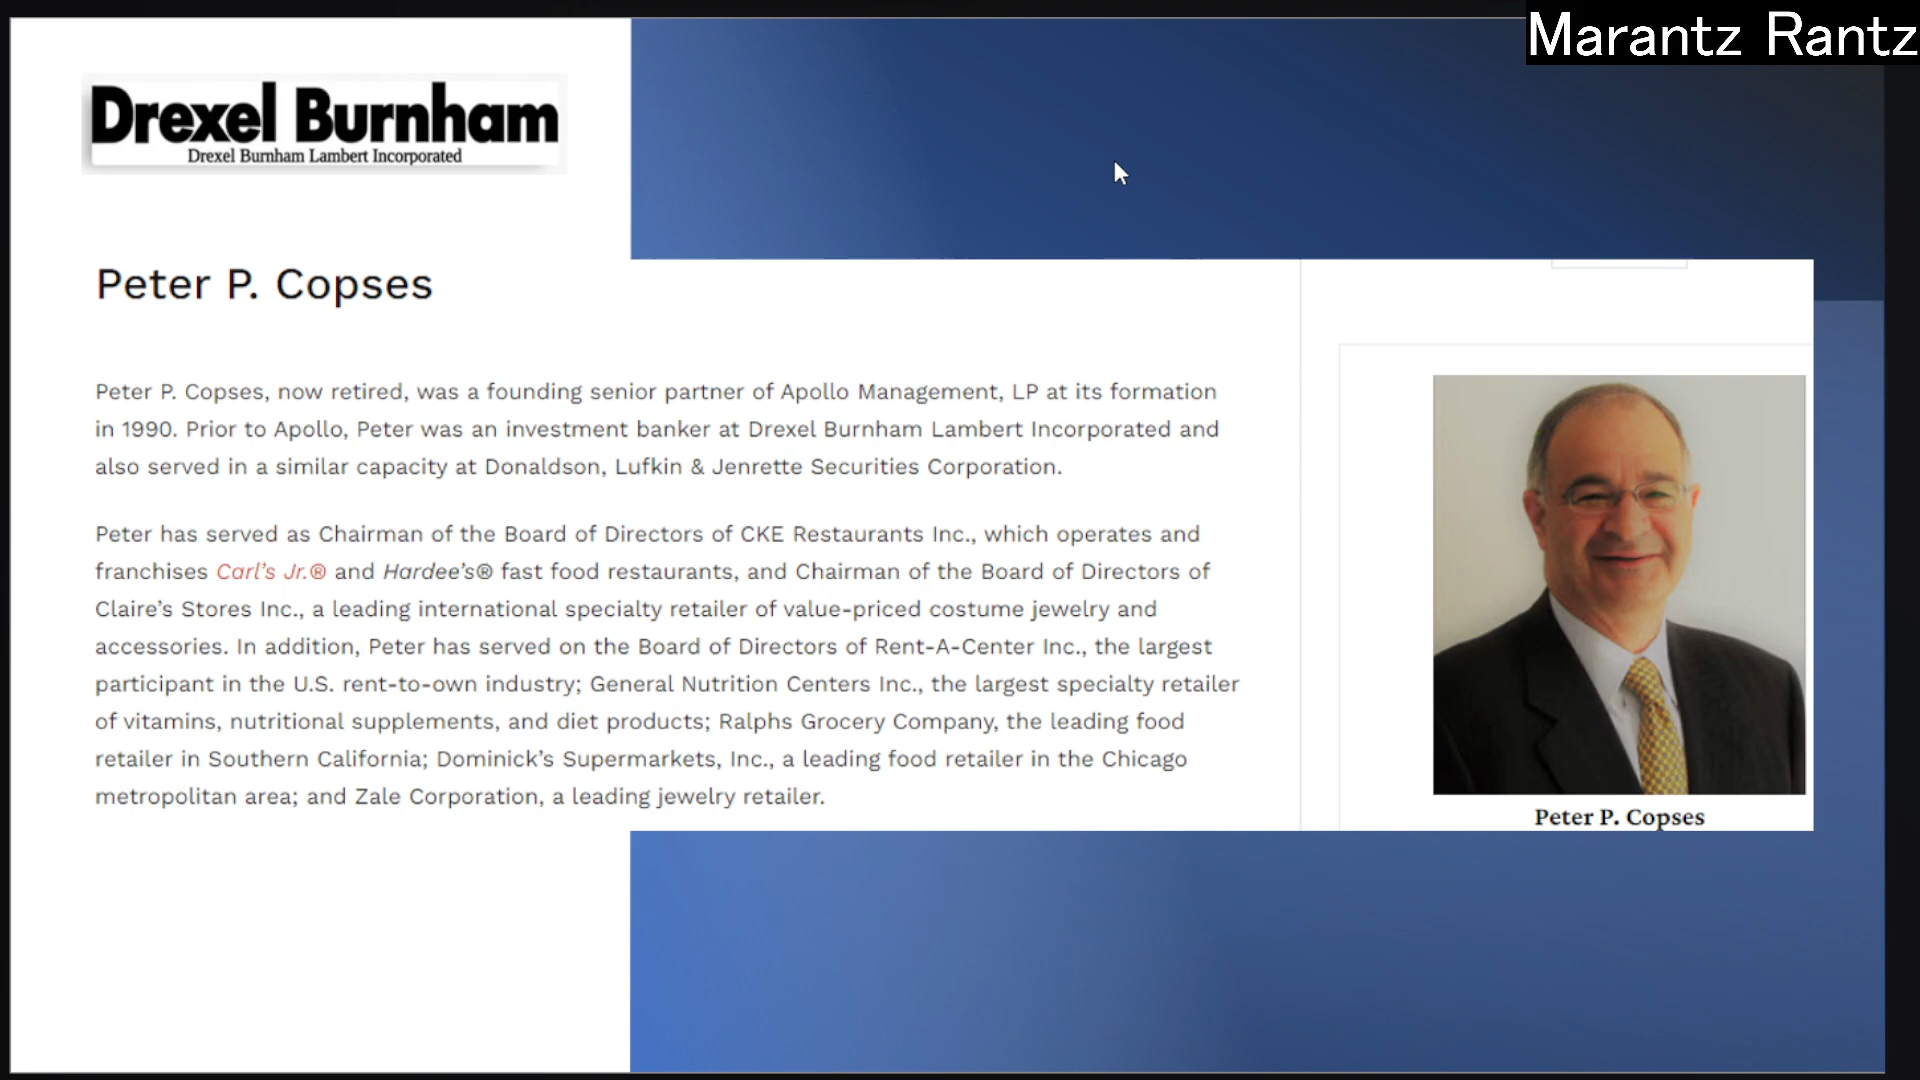 Marantz Rantz
Drexel Burnham
Drexel Burnham Lambert Incorporated
Peter P. Copses
Peter P. Copses, now retired, was a founding senior partner of Apollo Management, LP at its formation
in 1990. Prior to Apollo, Peter was an investment banker at Drexel Burnham Lambert Incorporated and
also served in a similar capacity at Donaldson, Lufkin & Jenrette Securities Corporation.
Peter has served as Chairman of the Board of Directors of CKE Restaurants Inc., which operates and
franchises Carl's Jr.® and Hardee's® fast food restaurants, and Chairman of the Board of Directors of
Claire's Stores Inc., a leading international specialty retailer of value-priced costume jewelry and
accessories. In addition, Peter has served on the Board of Directors of Rent-A-Center Inc., the largest
participant in the U.S. rent-to-own industry; General Nutrition Centers Inc., the largest specialty retailer
of vitamins, nutritional supplements, and diet products; Ralphs Grocery Company, the leading food
retailer in Southern California; Dominick's Supermarkets, Inc., a leading food retailer in the Chicago
metropolitan area; and Zale Corporation, a leading jewelry retailer.
Peter P. Copses